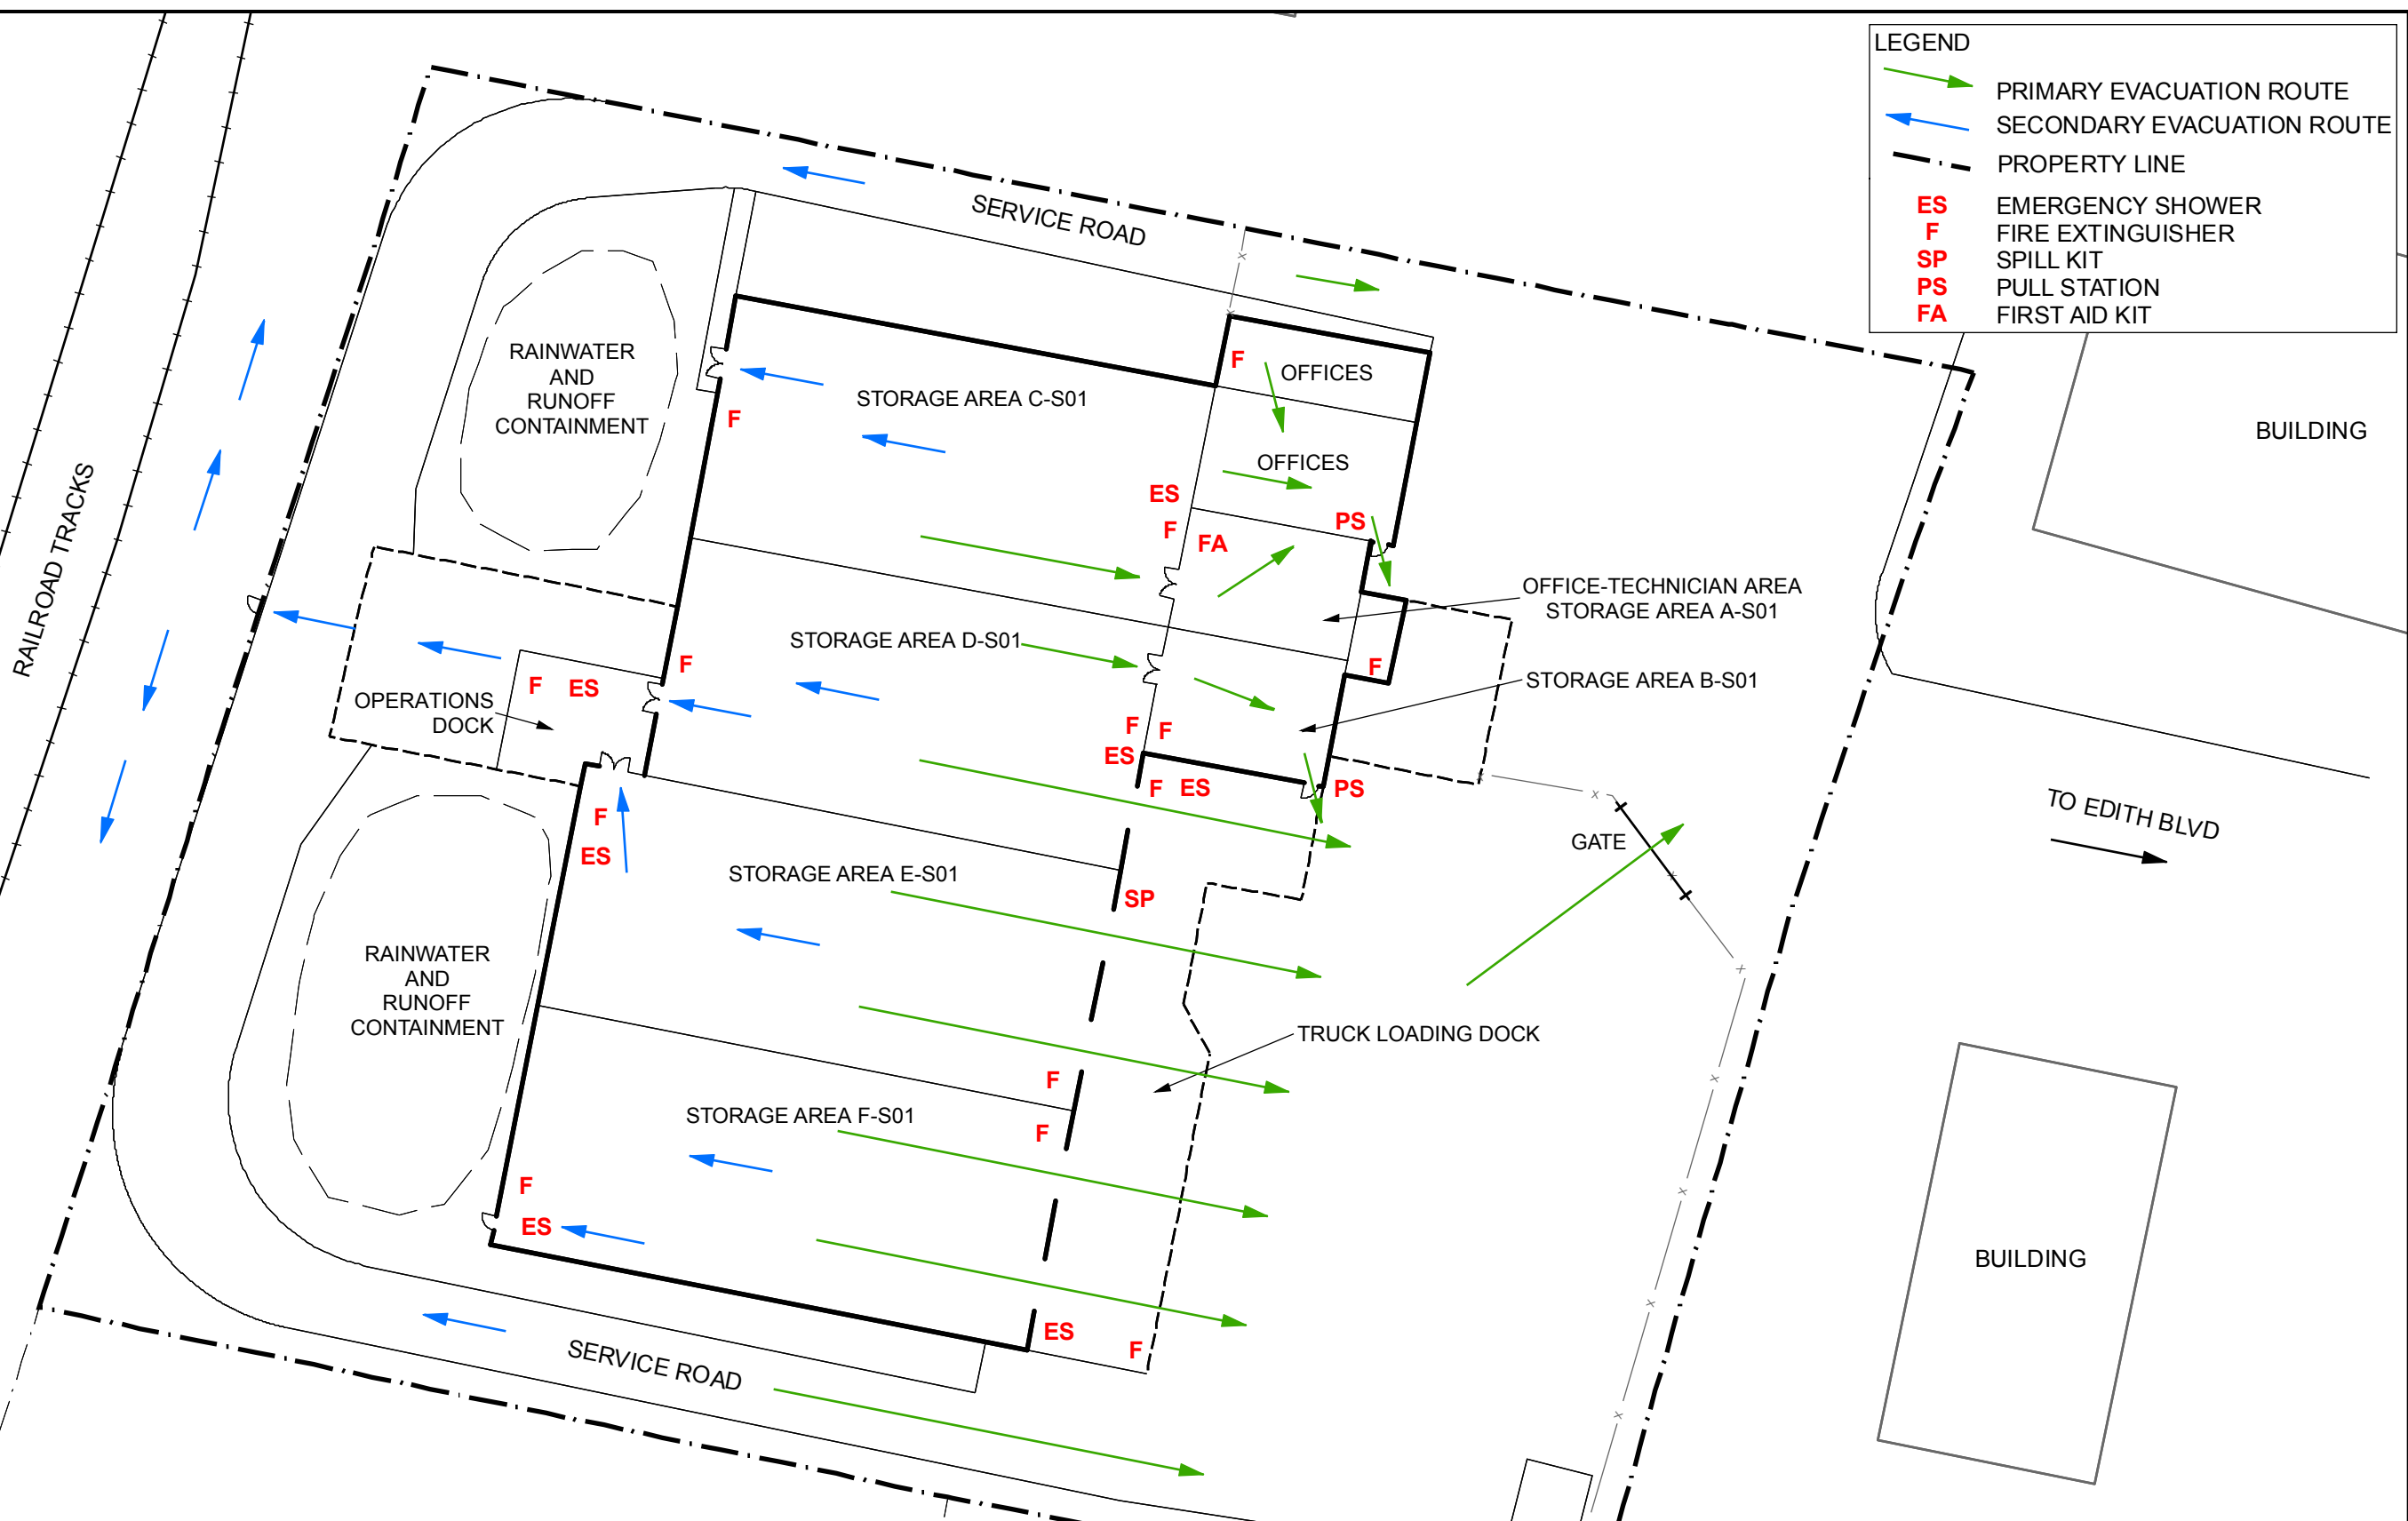 LEGEND
PRIMARY EVACUATION ROUTE
SECONDARY EVACUATION ROUTE
PROPERTY LINE
ES EMERGENCY SHOWER
F FIRE EXTINGUISHER
SP SPILL KIT
PS PULL STATION
FA FIRST AID KIT
SERVICE ROAD
RAINWATER
AND
RUNOFF
CONTAINMENT
F
OFFICES
STORAGE AREA C-S01
F
BUILDING
OFFICES
ES
PS
F
FA
RAILROAD TRACKS
OFFICE-TECHNICIAN AREA
STORAGE AREA A-S01
STORAGE AREA D-S01
F
F
STORAGE AREA B-S01
F
ES
OPERATIONS
DOCK
F
F
ES
F
ES
PS
F
ES
GATE
TO EDITH BLVD
STORAGE AREA E-S01
SP
RAINWATER
AND
RUNOFF
CONTAINMENT
TRUCK LOADING DOCK
F
STORAGE AREA F-S01
F
F
ES
BUILDING
SERVICE ROAD
ES
F